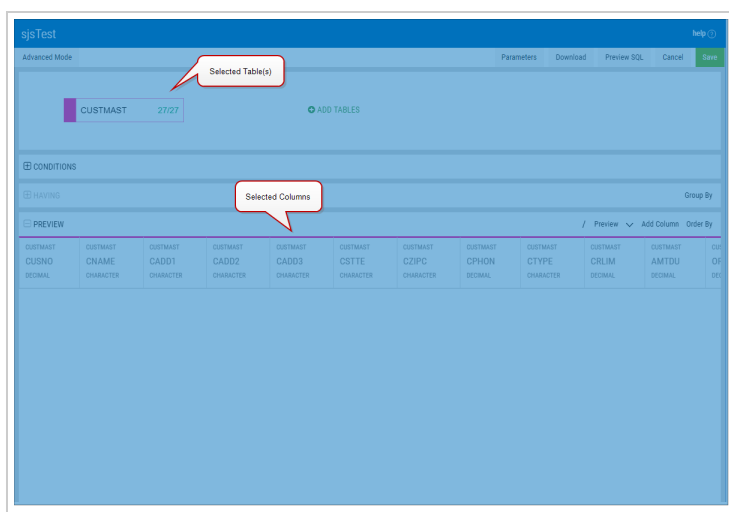 sjsTest help ?
Advanced Mode Parameters Download Preview SQL Cancel Save
Selected Table(s)
CUSTMAST 27/27 ADD TABLES
CONDITIONS
HAVING Group By
Selected Columns
PREVIEW / Preview Add Column Order By
CUSTMAST CUSTMAST CUSTMAST CUSTMAST CUSTMAST CUSTMAST CUSTMAST CUSTMAST CUSTMAST CUSTMAST CUSTMAST
CUSNO CNAME CADD1 CADD2 CADD3 CSTTE CZIPC CPHON CTYPE CRLIM AMTDU
DECIMAL CHARACTER CHARACTER CHARACTER CHARACTER CHARACTER CHARACTER DECIMAL CHARACTER DECIMAL DECIMAL